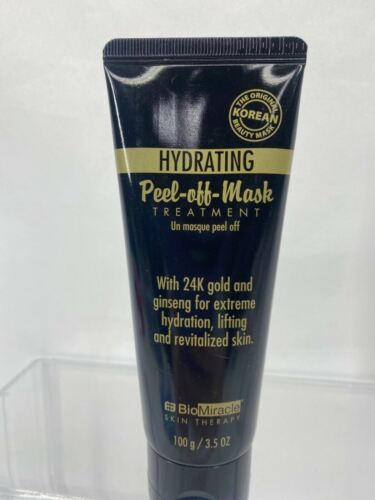 THE ORIGINAL
KOREAN
BEAUTY MASK
HYDRATING
Peel-off-Mask
TREATMENT
Un masque peel off
With 24K gold and
ginseng for extreme
hydration, lifting
and revitalized skin.
BioMiracle®
SKIN THERAPY
100 g / 3.5 OZ